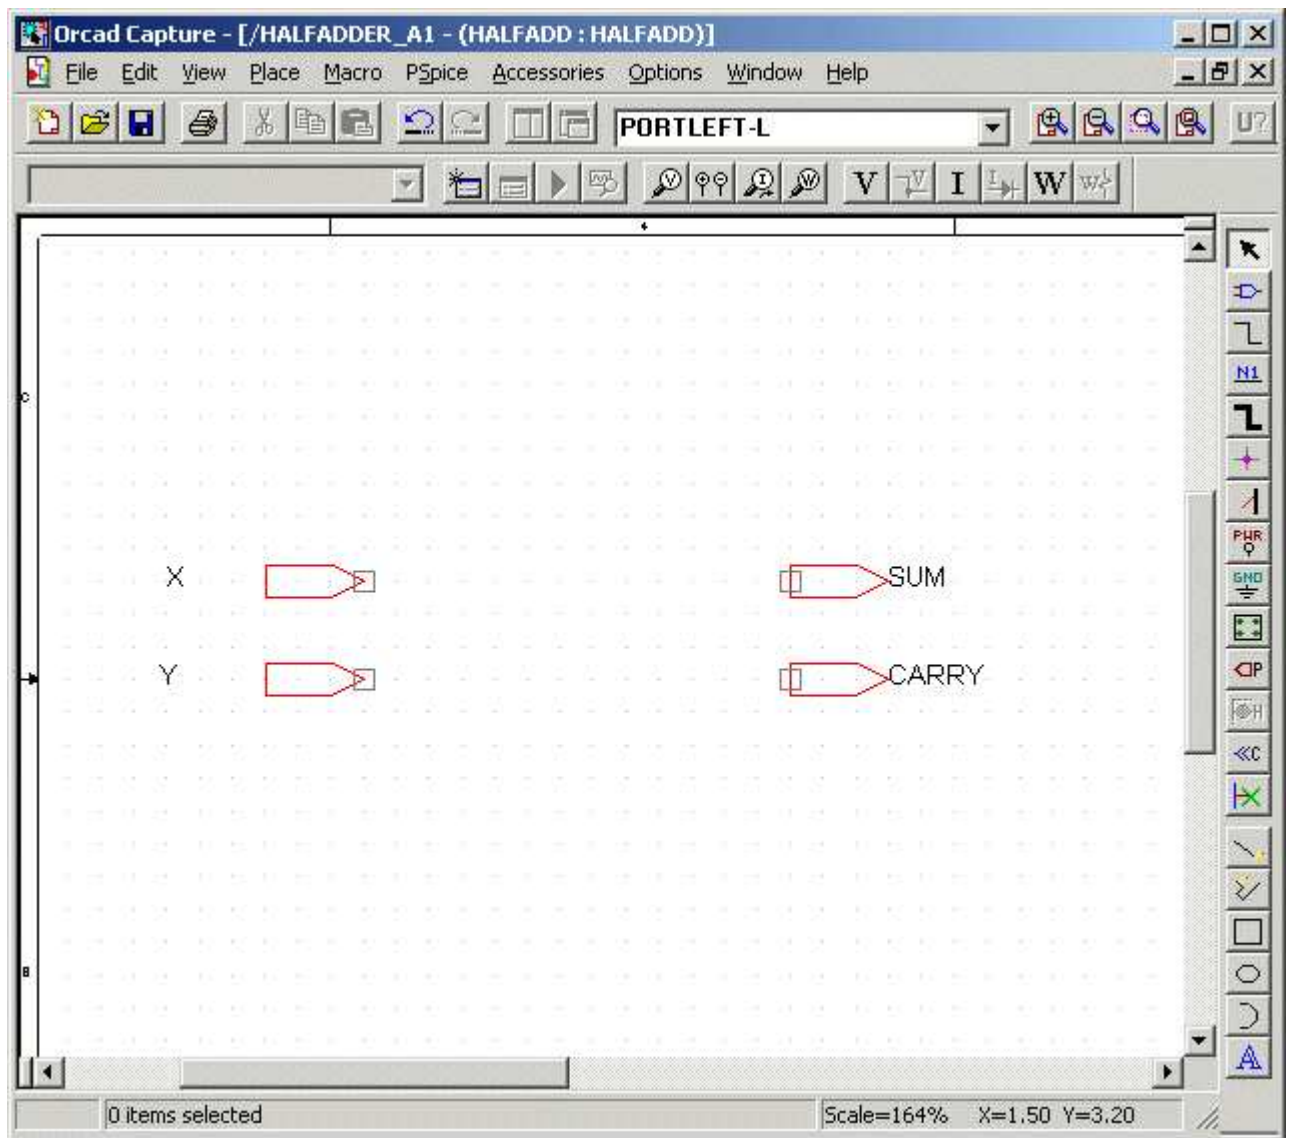 Orcad Capture - [/HALFADDER_A1 - (HALFADD : HALFADD)]
File Edit View Place Macro PSpice Accessories Options Window Help
PORTLEFT-L U?
V I W
N1
C
PWR
X SUM
GND
Y CARRY
P
H
C
B
A
0 items selected Scale=164% X=1.50 Y=3.20